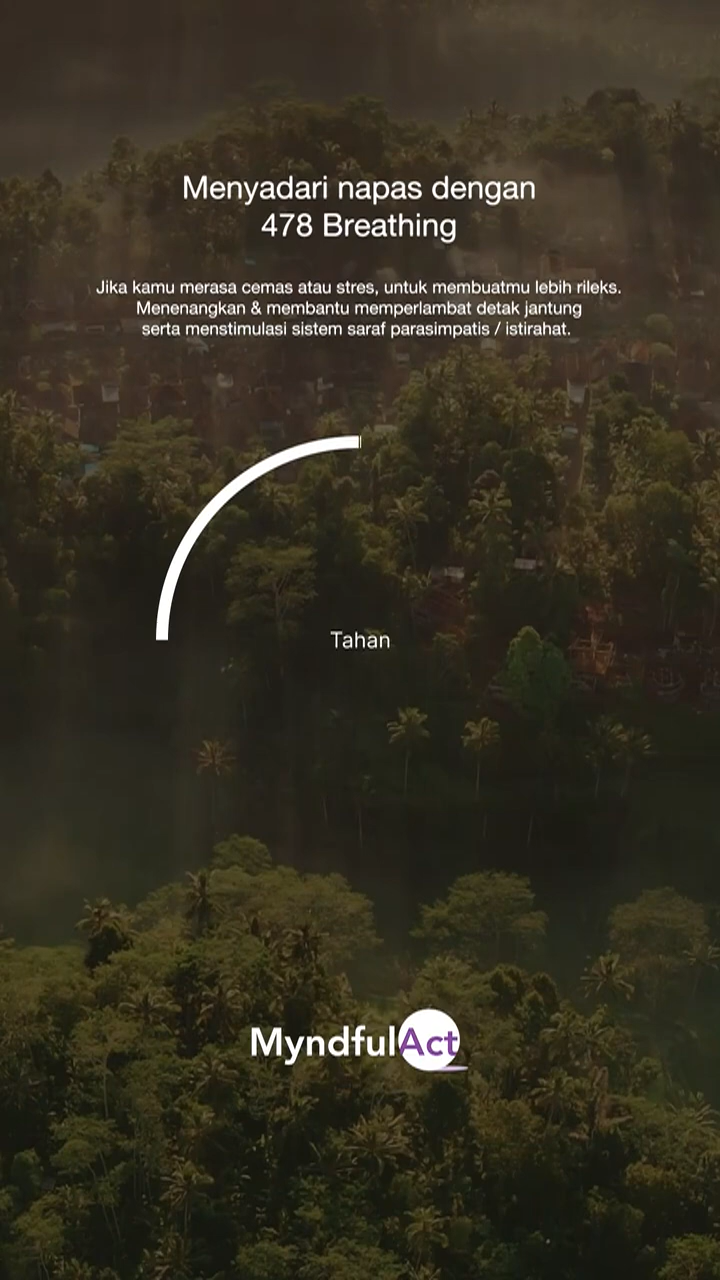 Menyadari napas dengan
478 Breathing
Jika kamu merasa cemas atau stres, untuk membuatmu lebih rileks.
Menenangkan & membantu memperlambat detak jantung
serta menstimulasi sistem saraf parasimpatis / istirahat.
Tahan
MyndfulAct